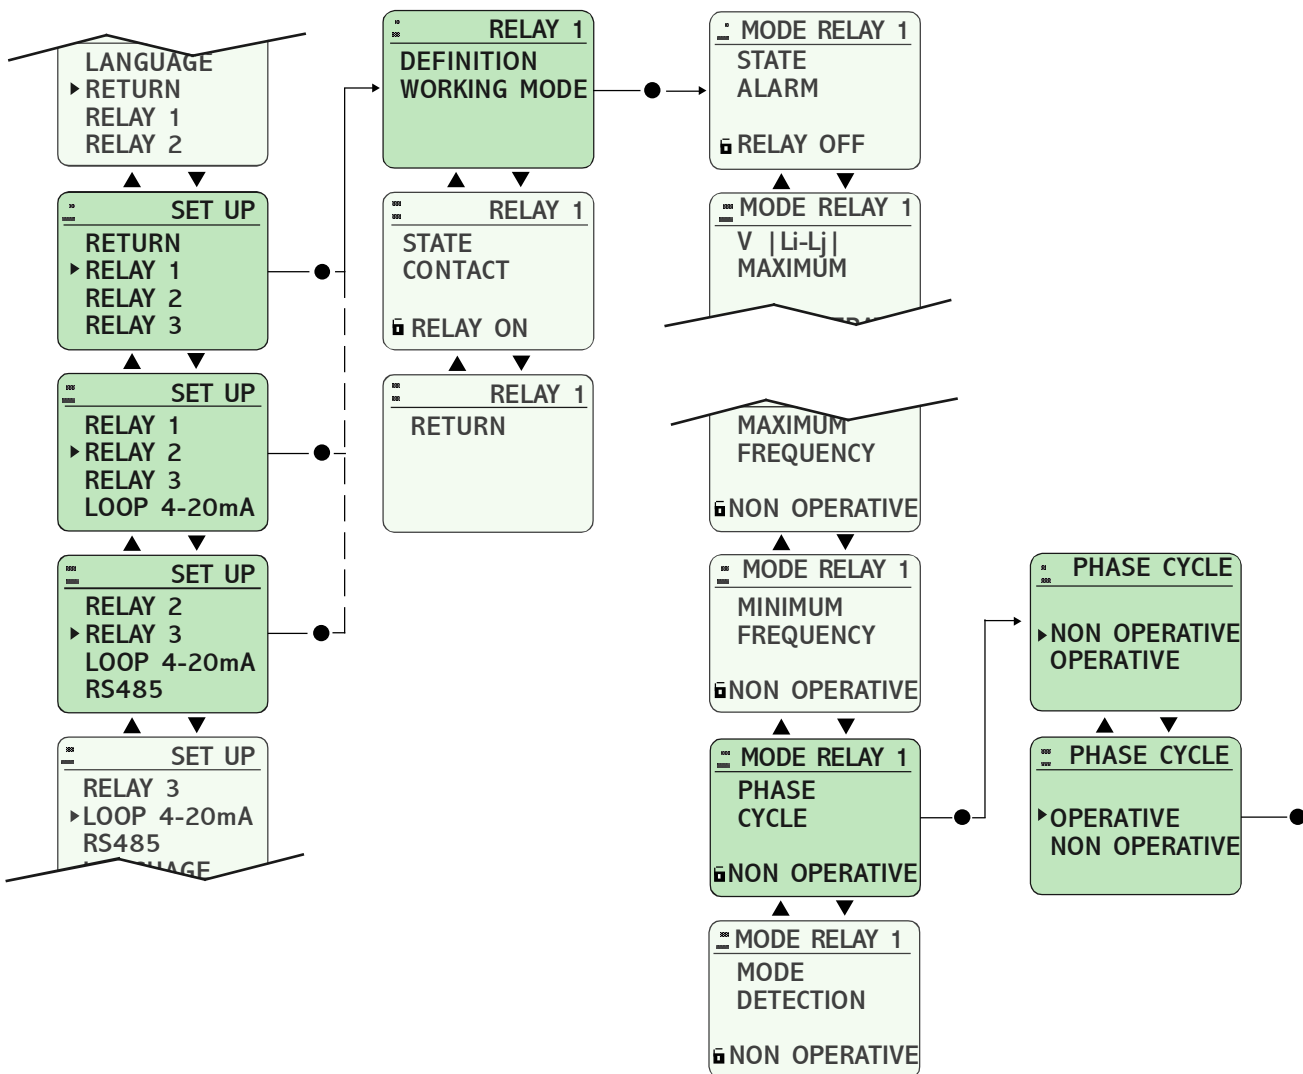 LANGUAGE
RETURN
RELAY 1
RELAY 2
SET UP
RETURN
RELAY 1
RELAY 2
RELAY 3
SET UP
RELAY 1
RELAY 2
RELAY 3
LOOP 4-20mA
SET UP
RELAY 2
RELAY 3
LOOP 4-20mA
RS485
SET UP
RELAY 3
LOOP 4-20mA
RS485
RELAY 1
DEFINITION
WORKING MODE
RELAY 1
STATE
CONTACT
RELAY ON
RELAY 1
RETURN
MODE RELAY 1
STATE
ALARM
RELAY OFF
MODE RELAY 1
V |Li-Lj|
MAXIMUM
MAXIMUM
FREQUENCY
NON OPERATIVE
MODE RELAY 1
MINIMUM
FREQUENCY
NON OPERATIVE
MODE RELAY 1
PHASE
CYCLE
NON OPERATIVE
MODE RELAY 1
MODE
DETECTION
NON OPERATIVE
PHASE CYCLE
NON OPERATIVE
OPERATIVE
PHASE CYCLE
OPERATIVE
NON OPERATIVE